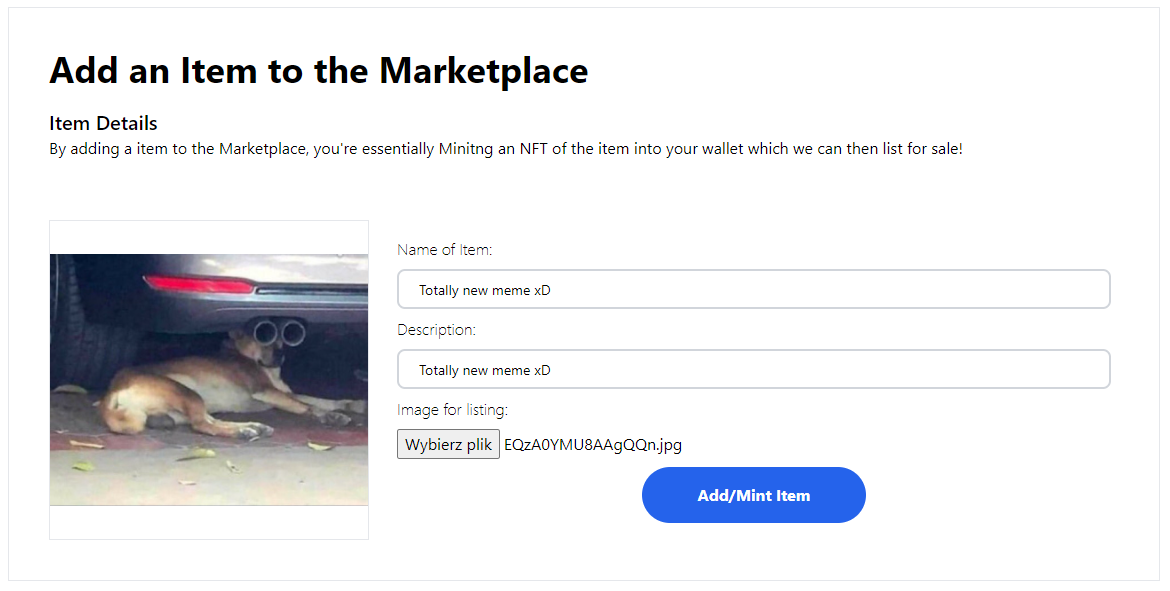 Add an Item to the Marketplace
Item Details
By adding a item to the Marketplace, you're essentially Minitng an NFT of the item into your wallet which we can then list for sale!
Name of Item:
Totally new meme xD
Description:
Totally new meme xD
Image for listing:
Wybierz plik EQzA0YMU8AAgQQn.jpg
Add/Mint Item